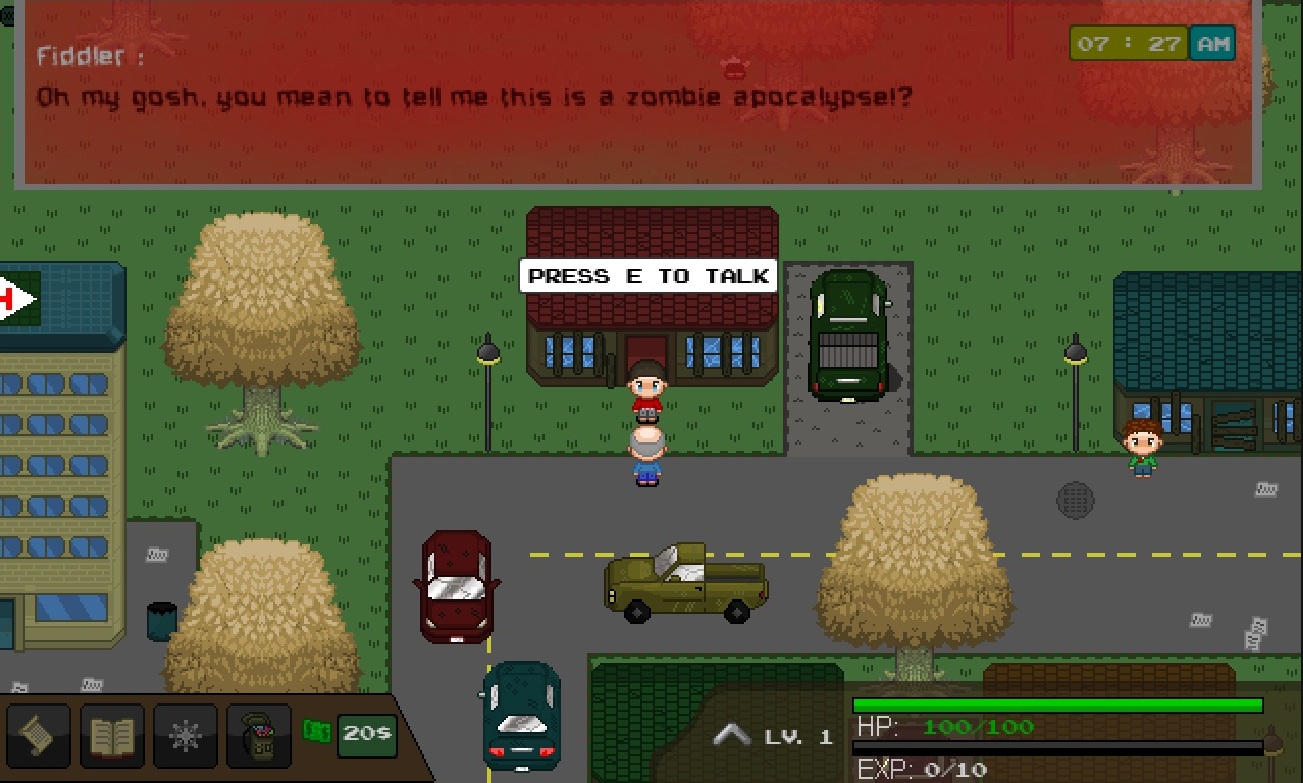 07 : 27 AM
Fiddler :
Oh my gosh, you mean to tell me this is a zombie apocalypse!?
PRESS E TO TALK
H
20s
LV. 1
HP: 100/100
EXP: 0/10